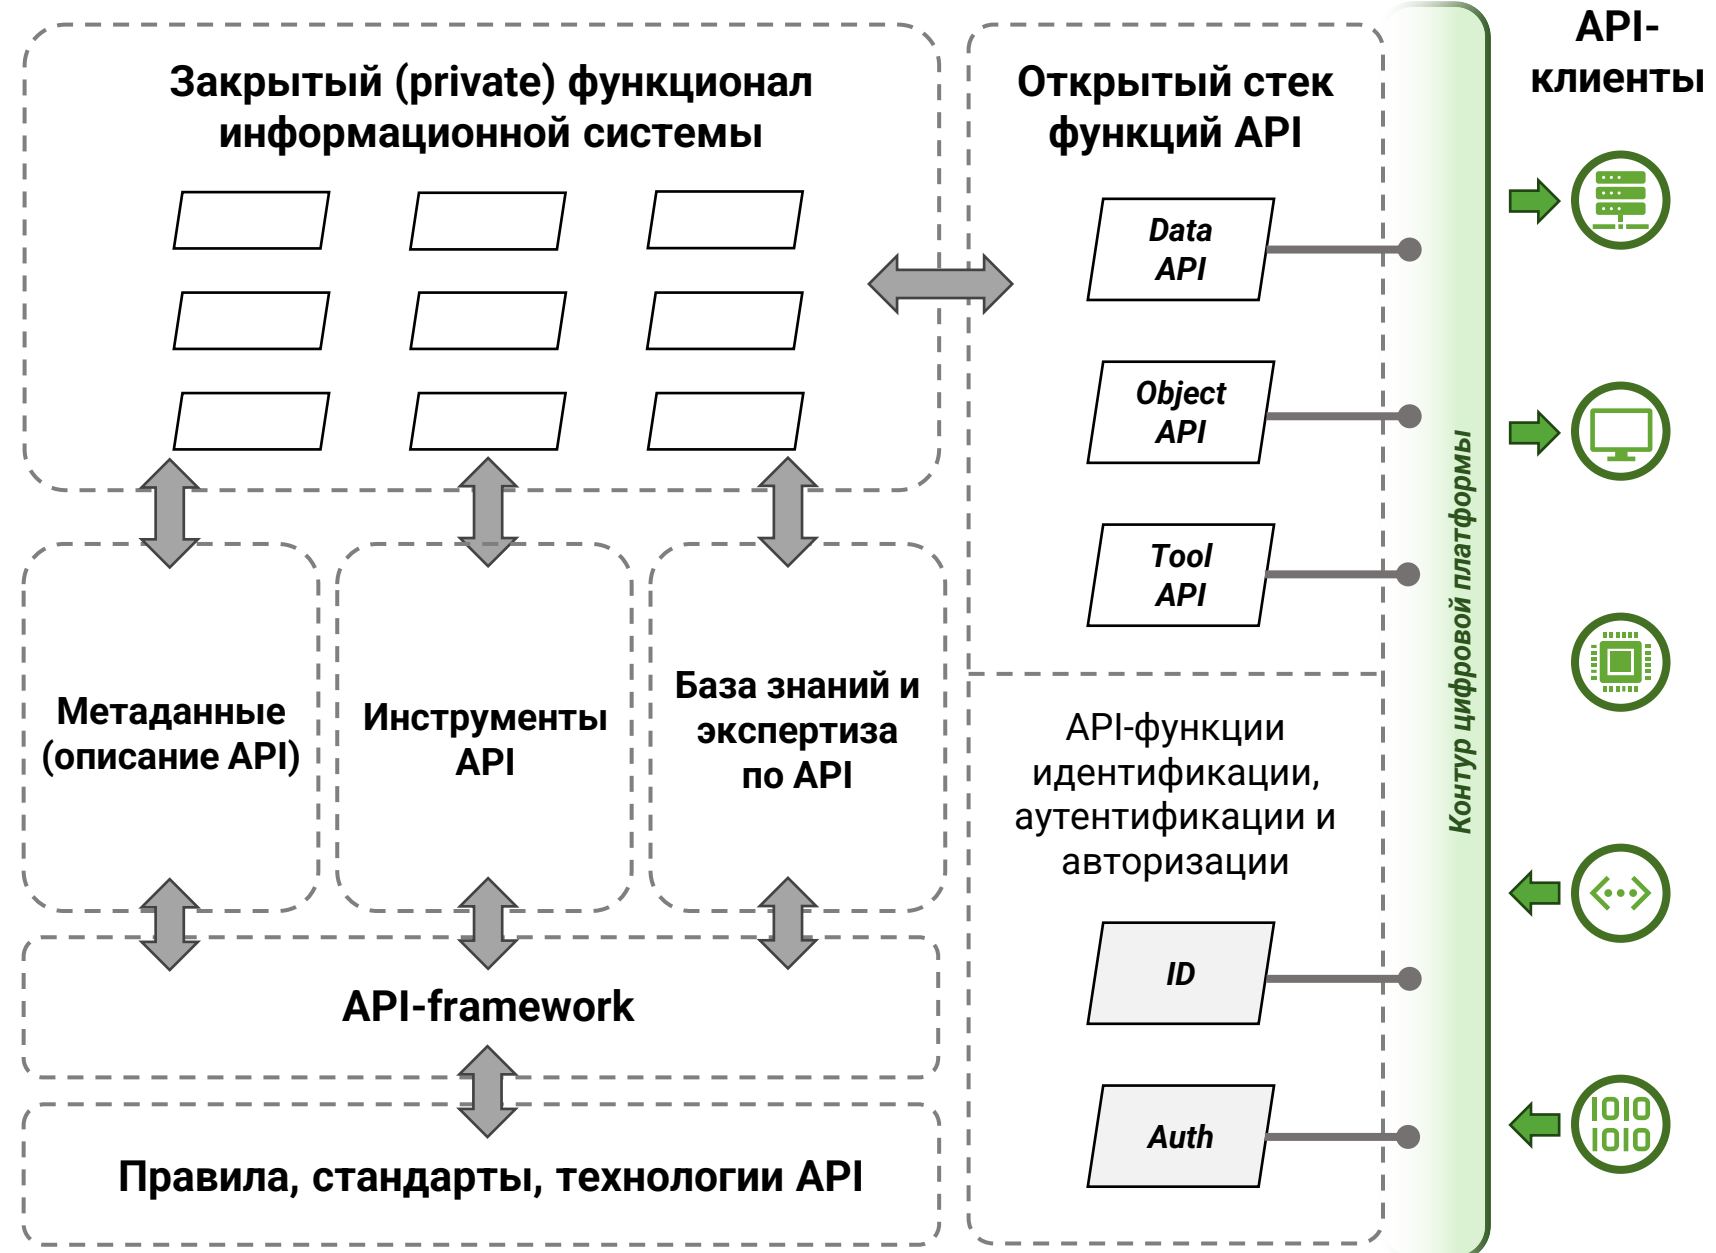 Закрытый (private) функционал
информационной системы
Открытый стек
функций API
API-
клиенты
Data
API
Object
API
Tool
API
Контур цифровой платформы
Метаданные
(описание API)
Инструменты
API
База знаний и
экспертиза
по API
API-функции
идентификации,
аутентификации и
авторизации
ID
Auth
API-framework
Правила, стандарты, технологии API
IOIO
IOIO